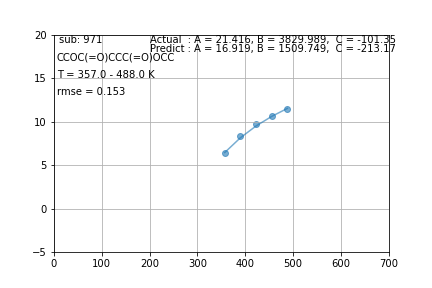 sub: 971
Actual : A = 21.416, B = 3829.989, C = -101.35
Predict : A = 16.919, B = 1509.749, C = -213.17
CCOC(=O)CCC(=O)OCC
T = 357.0 - 488.0 K
rmse = 0.153
20
15
10
5
0
−5
0 100 200 300 400 500 600 700